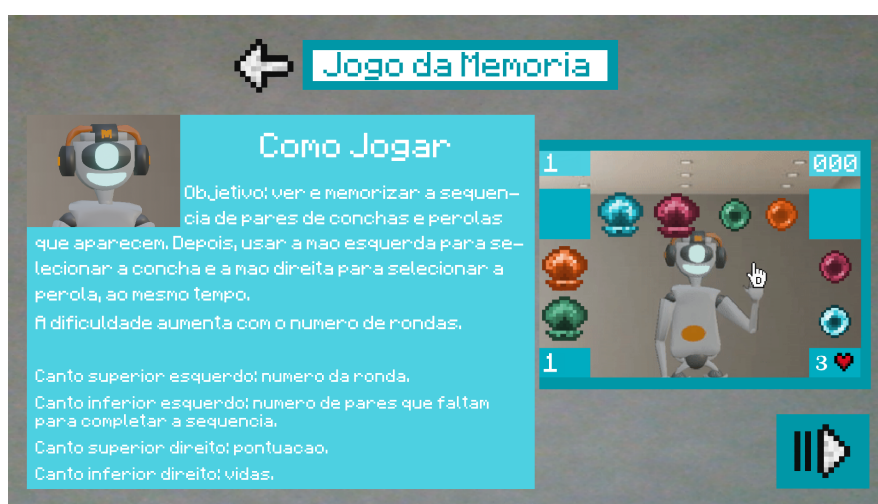 Jogo da Memoria
Como Jogar
Objetivo: ver e memorizar a sequen-
cia de pares de conchas e perolas
que aparecem. Depois, usar a mao esquerda para se-
lecionar a concha e a mao direita para selecionar a
perola, ao mesmo tempo.
A dificuldade aumenta com o numero de rondas.
Canto superior esquerdo: numero da ronda.
Canto inferior esquerdo: numero de pares que faltam
para completar a sequencia.
Canto superior direito: pontuacao.
Canto inferior direito: vidas.
M
1
000
D
1
3